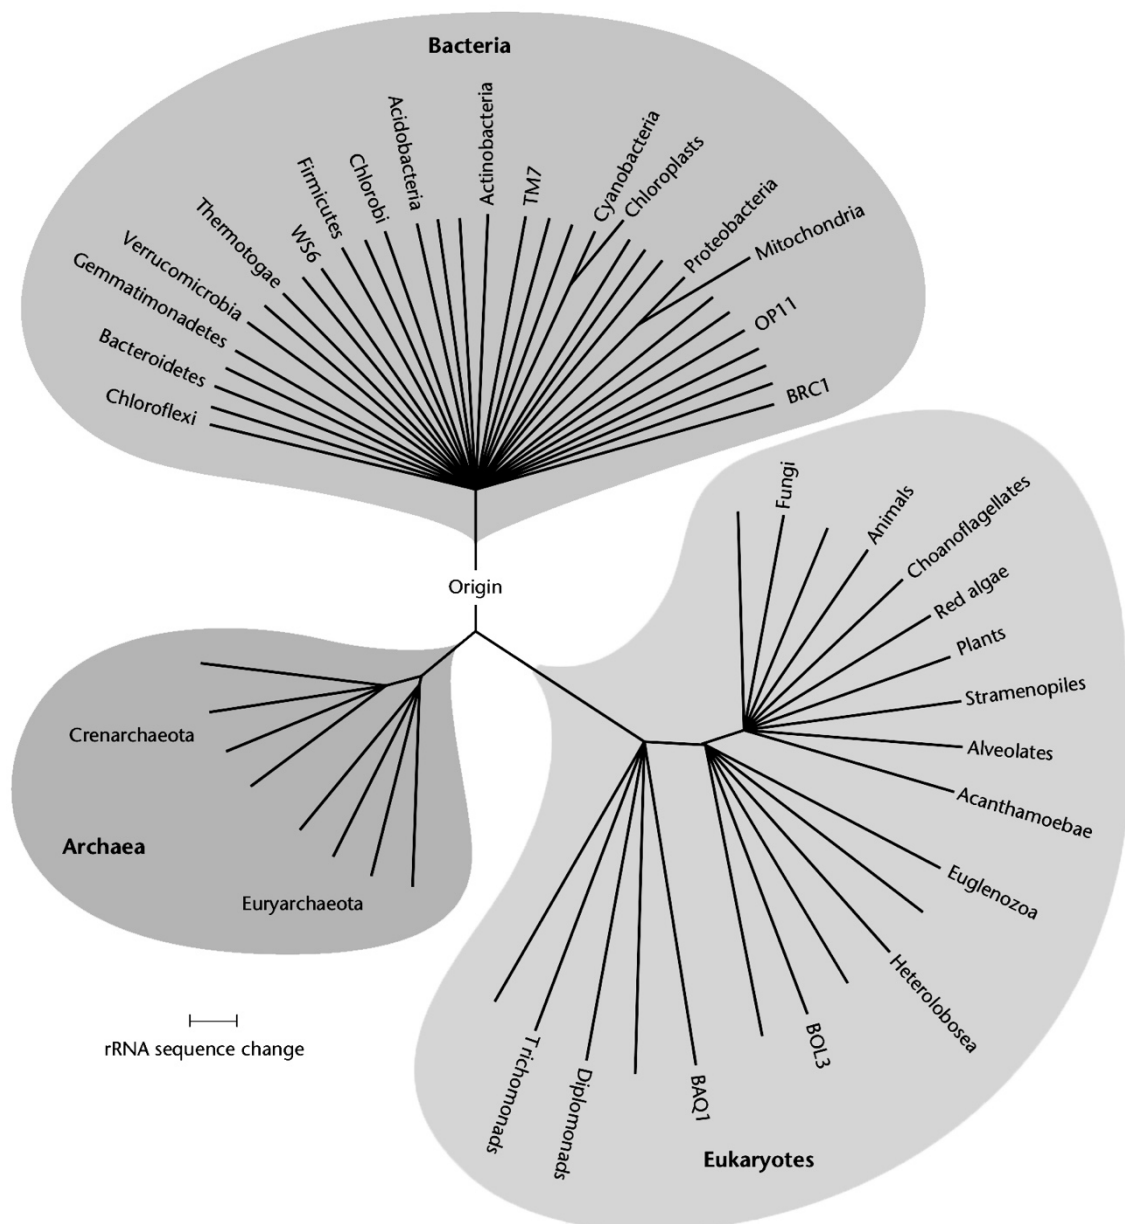 Bacteria
Chloroflexi
Bacteroidetes
Gemmatimonadetes
Verrucomicrobia
Thermotogae
WS6
Firmicutes
Chlorobi
Acidobacteria
Actinobacteria
TM7
Cyanobacteria
Chloroplasts
Proteobacteria
Mitochondria
OP11
BRC1
Origin
Crenarchaeota
Archaea
Euryarchaeota
Fungi
Animals
Choanoflagellates
Red algae
Plants
Stramenopiles
Alveolates
Acanthamoebae
Euglenozoa
Heterolobosea
BOL3
BAQ1
Diplomonads
Trichomonads
Eukaryotes
rRNA sequence change